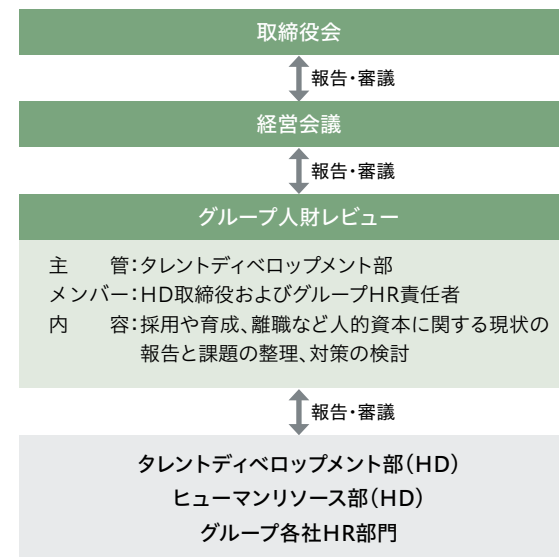 取締役会
報告・審議
経営会議
報告・審議
グループ人財レビュー
主　　管：タレントディベロップメント部
メンバー：HD取締役およびグループHR責任者
内　　容：採用や育成、離職など人的資本に関する現状の
報告と課題の整理、対策の検討
報告・審議
タレントディベロップメント部（HD）
ヒューマンリソース部（HD）
グループ各社HR部門